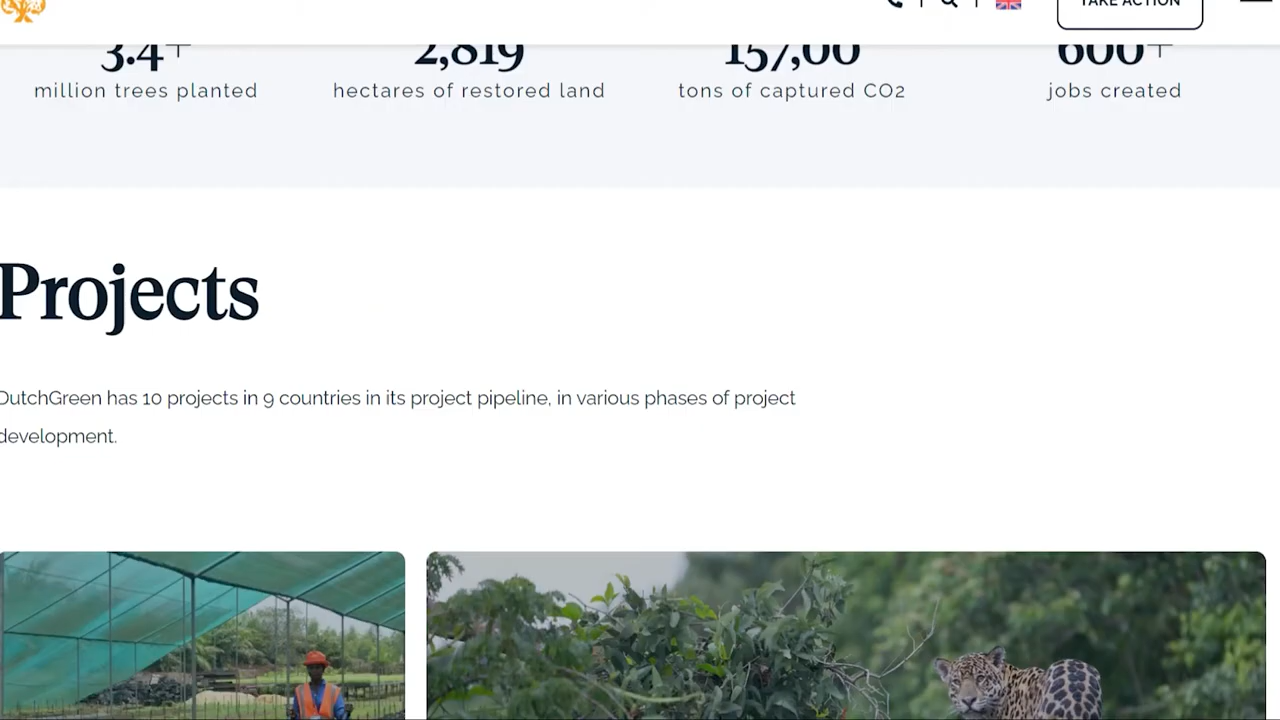 TAKE ACTION
3.4+
2,819
157,00
600+
million trees planted
hectares of restored land
tons of captured CO2
jobs created
Projects
DutchGreen has 10 projects in 9 countries in its project pipeline, in various phases of project
development.